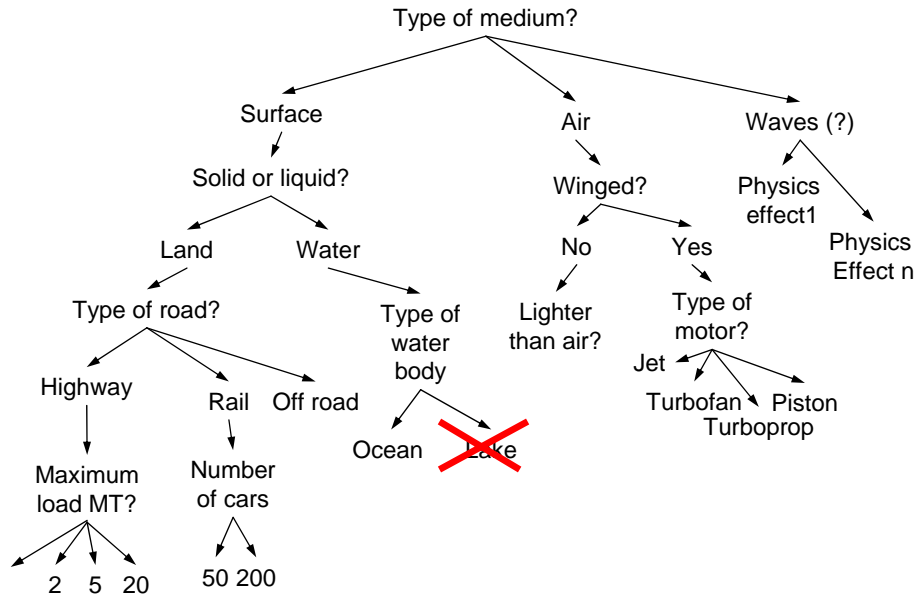 Type of medium?
Surface
Air
Waves (?)
Solid or liquid?
Winged?
Physics
effect1
Physics
Effect n
Land
Water
No
Yes
Type of road?
Type of
water
body
Lighter
than air?
Type of
motor?
Jet
Turbofan
Piston
Turboprop
Highway
Rail
Off road
Ocean
Lake
Maximum
load MT?
Number
of cars
2 5 20
50 200